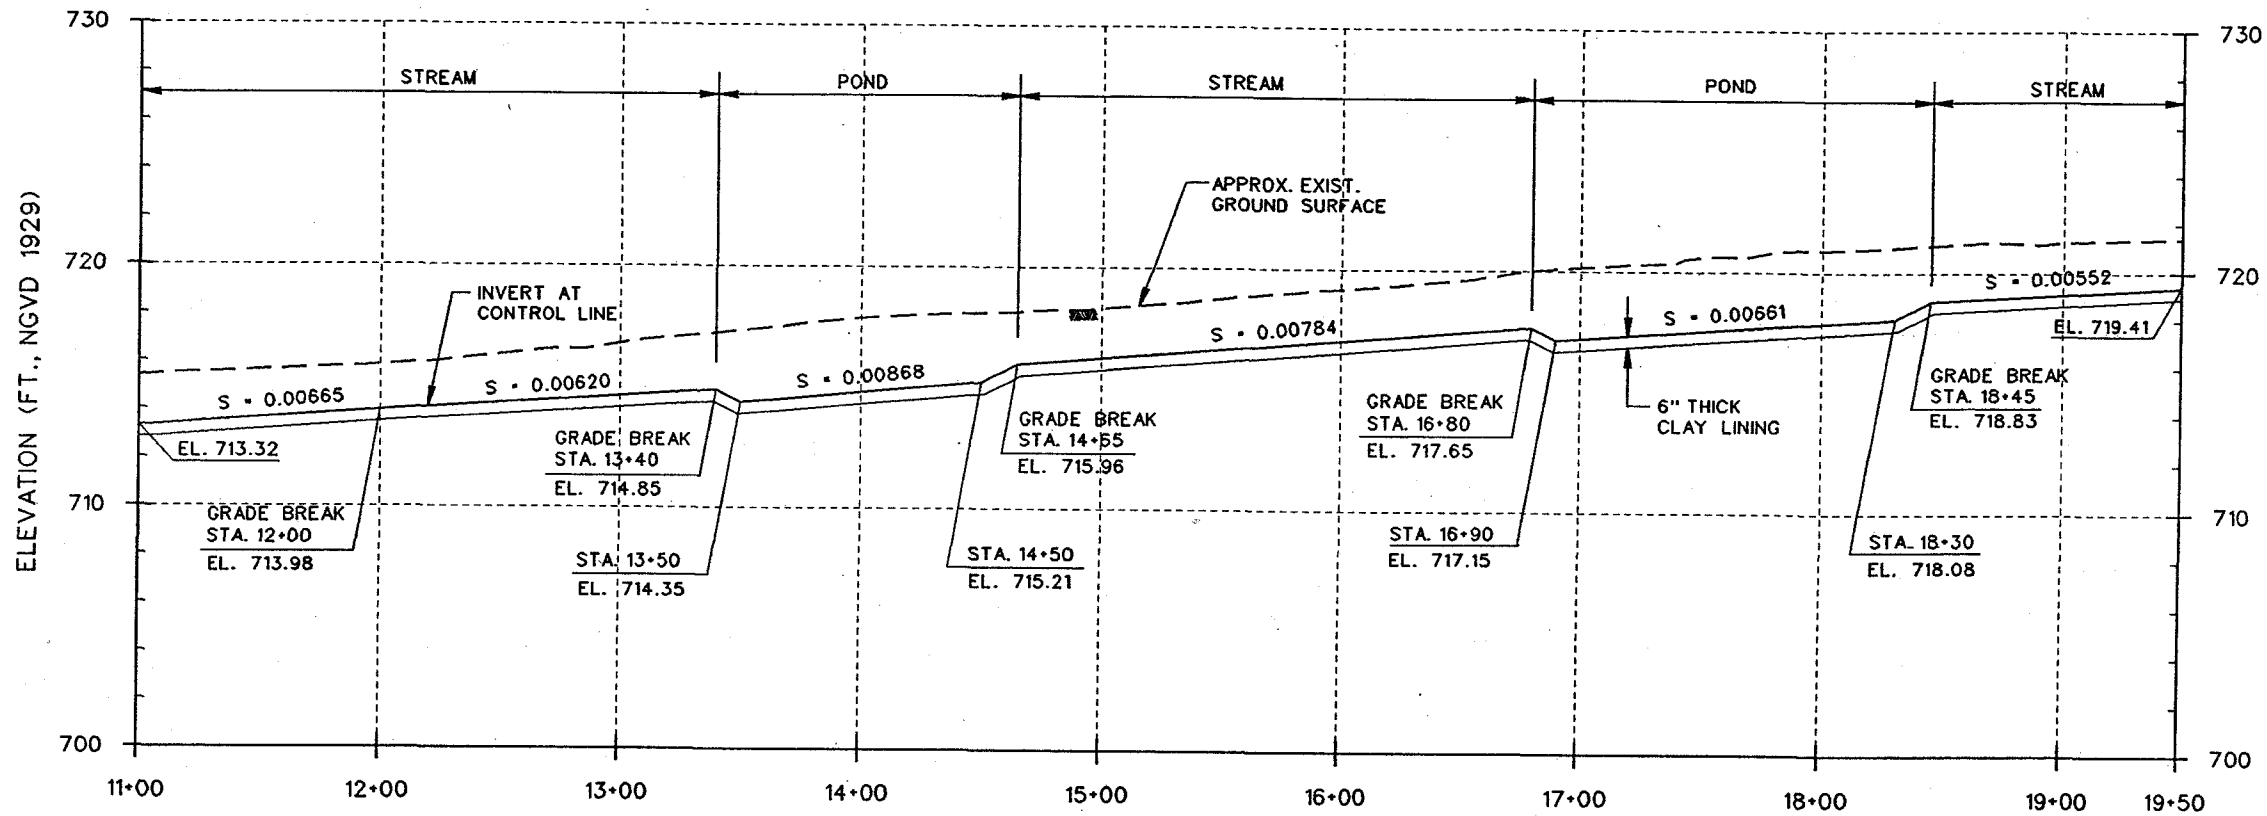 730
730
STREAM
POND
STREAM
POND
STREAM
APPROX. EXIST.
GROUND SURFACE
ELEVATION (FT., NGVD 1929)
720
720
INVERT AT
CONTROL LINE
S = 0.00665
S = 0.00620
S = 0.00868
S = 0.00784
S = 0.00661
S = 0.00552
EL. 719.41
EL. 713.32
GRADE BREAK
STA. 12+00
EL. 713.98
GRADE BREAK
STA. 13+40
EL. 714.85
STA. 13+50
EL. 714.35
GRADE BREAK
STA. 14+65
EL. 715.96
STA. 14+50
EL. 715.21
GRADE BREAK
STA. 16+80
EL. 717.65
STA. 16+90
EL. 717.15
6" THICK
CLAY LINING
GRADE BREAK
STA. 18+45
EL. 718.83
STA. 18+30
EL. 718.08
710
710
700
700
11+00
12+00
13+00
14+00
15+00
16+00
17+00
18+00
19+00
19+50